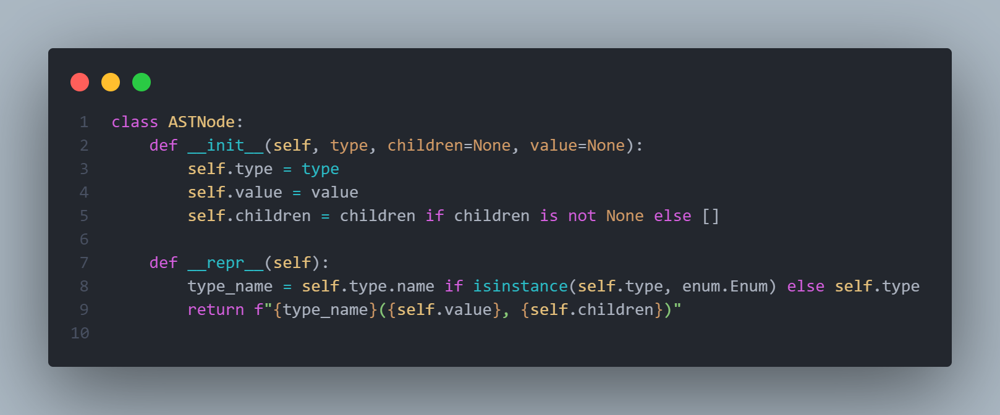 1 class ASTNode:
2     def __init__(self, type, children=None, value=None):
3         self.type = type
4         self.value = value
5         self.children = children if children is not None else []
6
7     def __repr__(self):
8         type_name = self.type.name if isinstance(self.type, enum.Enum) else self.type
9         return f"{type_name}({self.value}, {self.children})"
10